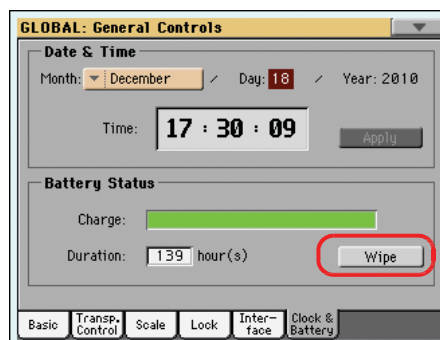 GLOBAL: General Controls
Date & Time
Month: December / Day: 18 / Year: 2010
Time: 17 : 30 : 09
Apply
Battery Status
Charge:
Duration: 139 hour(s) Wipe
Basic Transp. Control Scale Lock Inter- face Clock & Battery